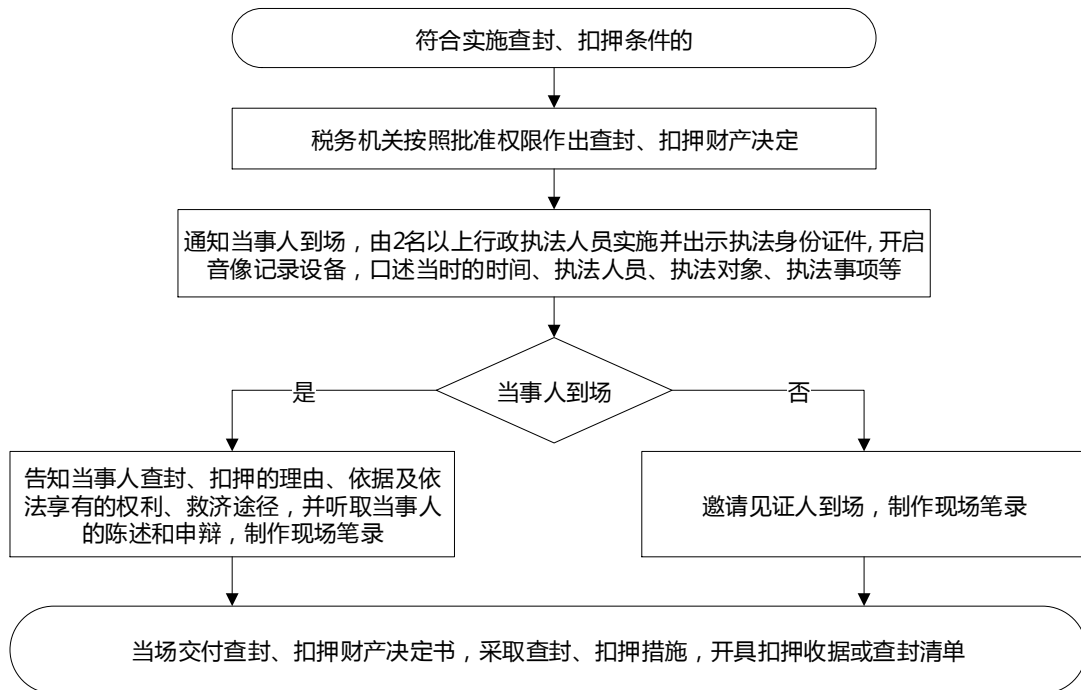 符合实施查封、扣押条件的
税务机关按照批准权限作出查封、扣押财产决定
通知当事人到场，由2名以上行政执法人员实施并出示执法身份证件,开启
音像记录设备，口述当时的时间、执法人员、执法对象、执法事项等
当事人到场
是
否
告知当事人查封、扣押的理由、依据及依
法享有的权利、救济途径，并听取当事人
的陈述和申辩，制作现场笔录
邀请见证人到场，制作现场笔录
当场交付查封、扣押财产决定书，采取查封、扣押措施，开具扣押收据或查封清单